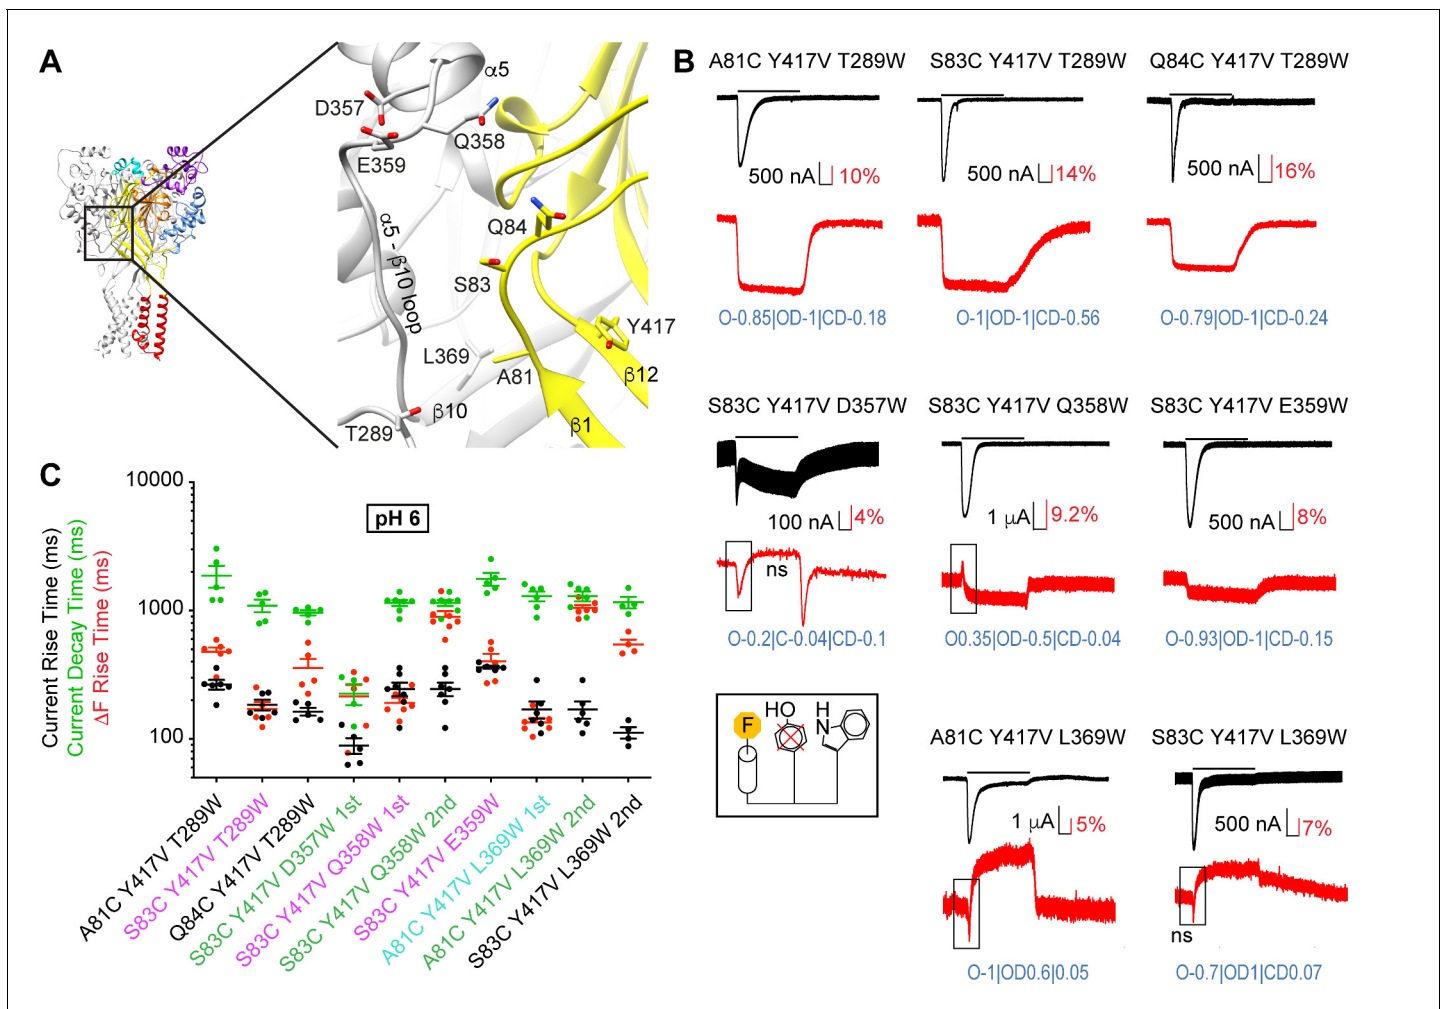 A
α5
D357
Q358
E359
Q84
α5 - β10 loop
S83
Y417
L369
A81
β12
β10
T289
β1
B
A81C Y417V T289W
S83C Y417V T289W
Q84C Y417V T289W
500 nA 10%
500 nA 14%
500 nA 16%
O-0.85|OD-1|CD-0.18
O-1|OD-1|CD-0.56
O-0.79|OD-1|CD-0.24
S83C Y417V D357W
S83C Y417V Q358W
S83C Y417V E359W
100 nA 4%
1 μA 9.2%
500 nA 8%
ns
O-0.2|C-0.04|CD-0.1
O0.35|OD-0.5|CD-0.04
O-0.93|OD-1|CD-0.15
F
HO
H
N
A81C Y417V L369W
S83C Y417V L369W
1 μA 5%
500 nA 7%
ns
O-1|OD0.6|0.05
O-0.7|OD1|CD0.07
C
Current Rise Time (ms)
Current Decay Time (ms)
ΔF Rise Time (ms)
10000
1000
100
pH 6
A81C Y417V T289W
S83C Y417V T289W
Q84C Y417V T289W
S83C Y417V D357W 1st
S83C Y417V Q358W 1st
S83C Y417V Q358W 2nd
S83C Y417V E359W
A81C Y417V L369W 1st
A81C Y417V L369W 2nd
S83C Y417V L369W 2nd